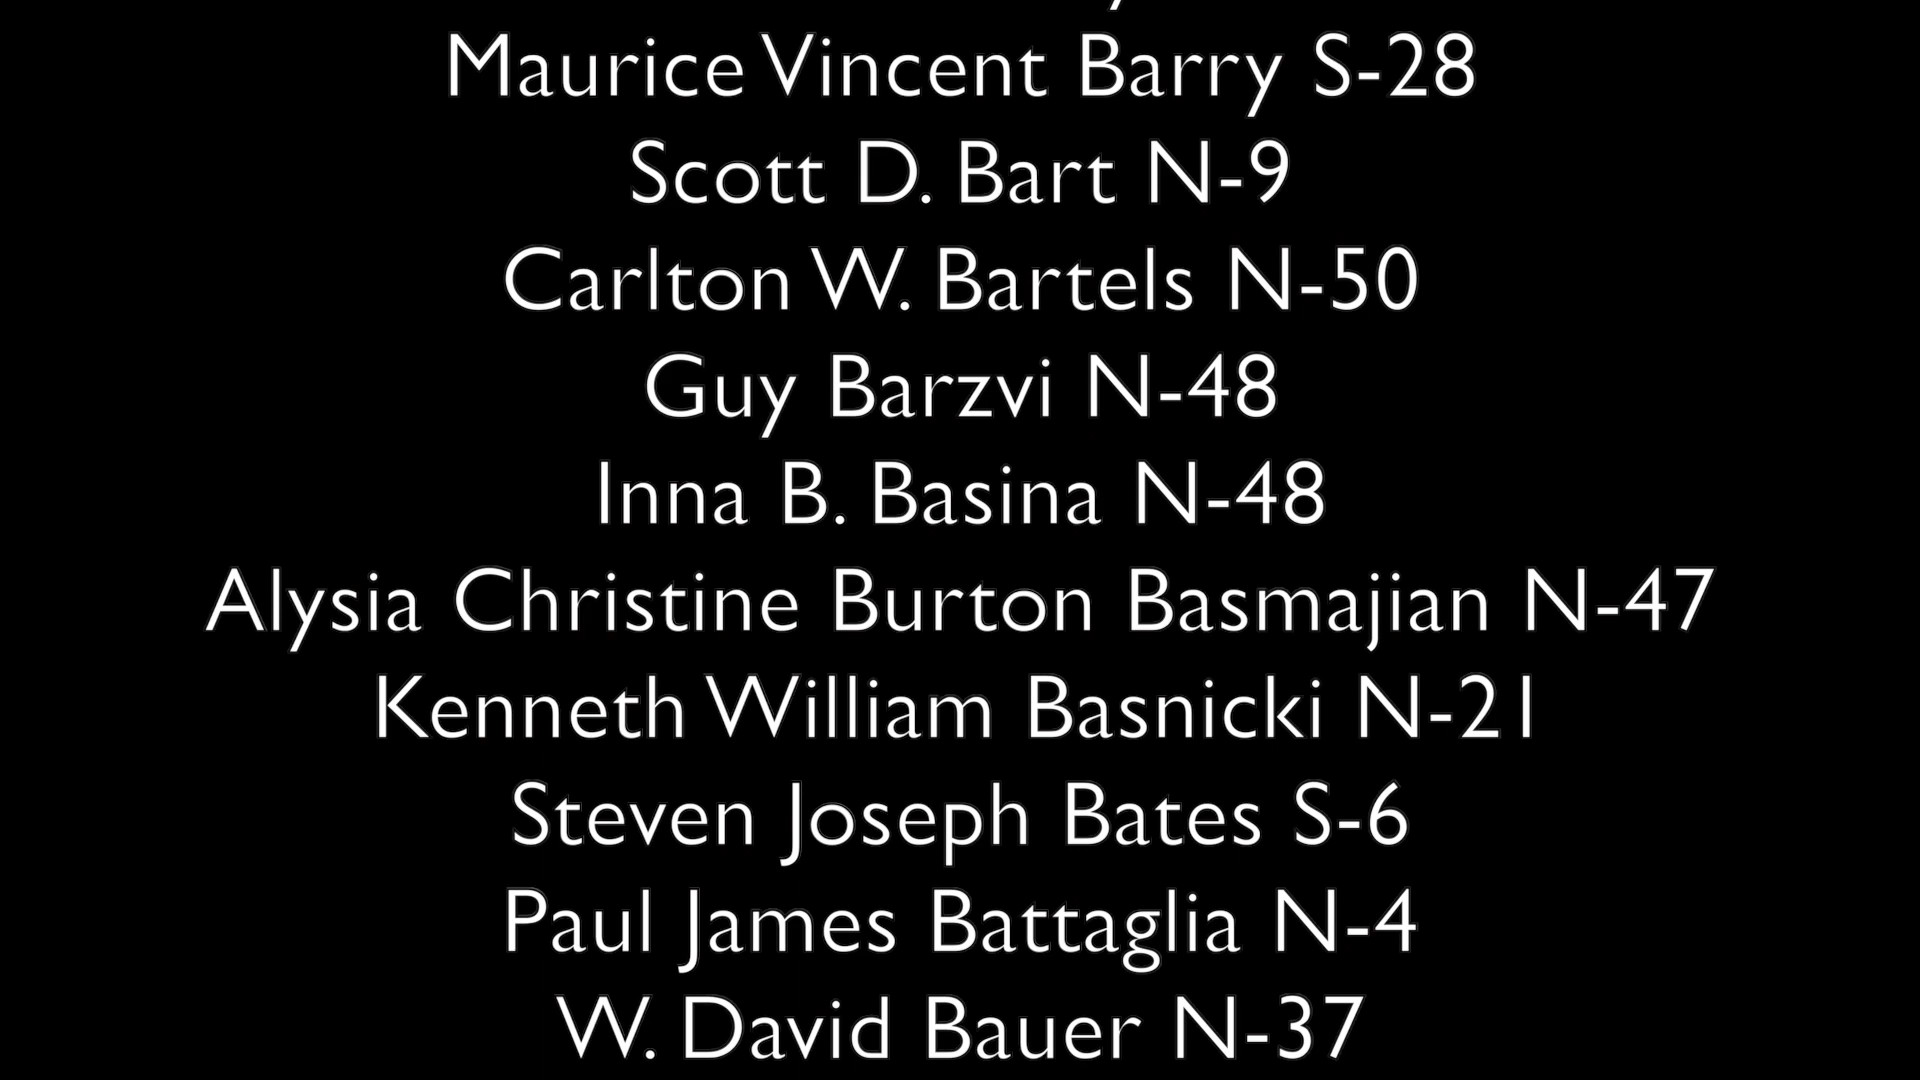 Maurice Vincent Barry S-28
Scott D. Bart N-9
Carlton W. Bartels N-50
Guy Barzvi N-48
Inna B. Basina N-48
Alysia Christine Burton Basmajian N-47
Kenneth William Basnicki N-21
Steven Joseph Bates S-6
Paul James Battaglia N-4
W. David Bauer N-37